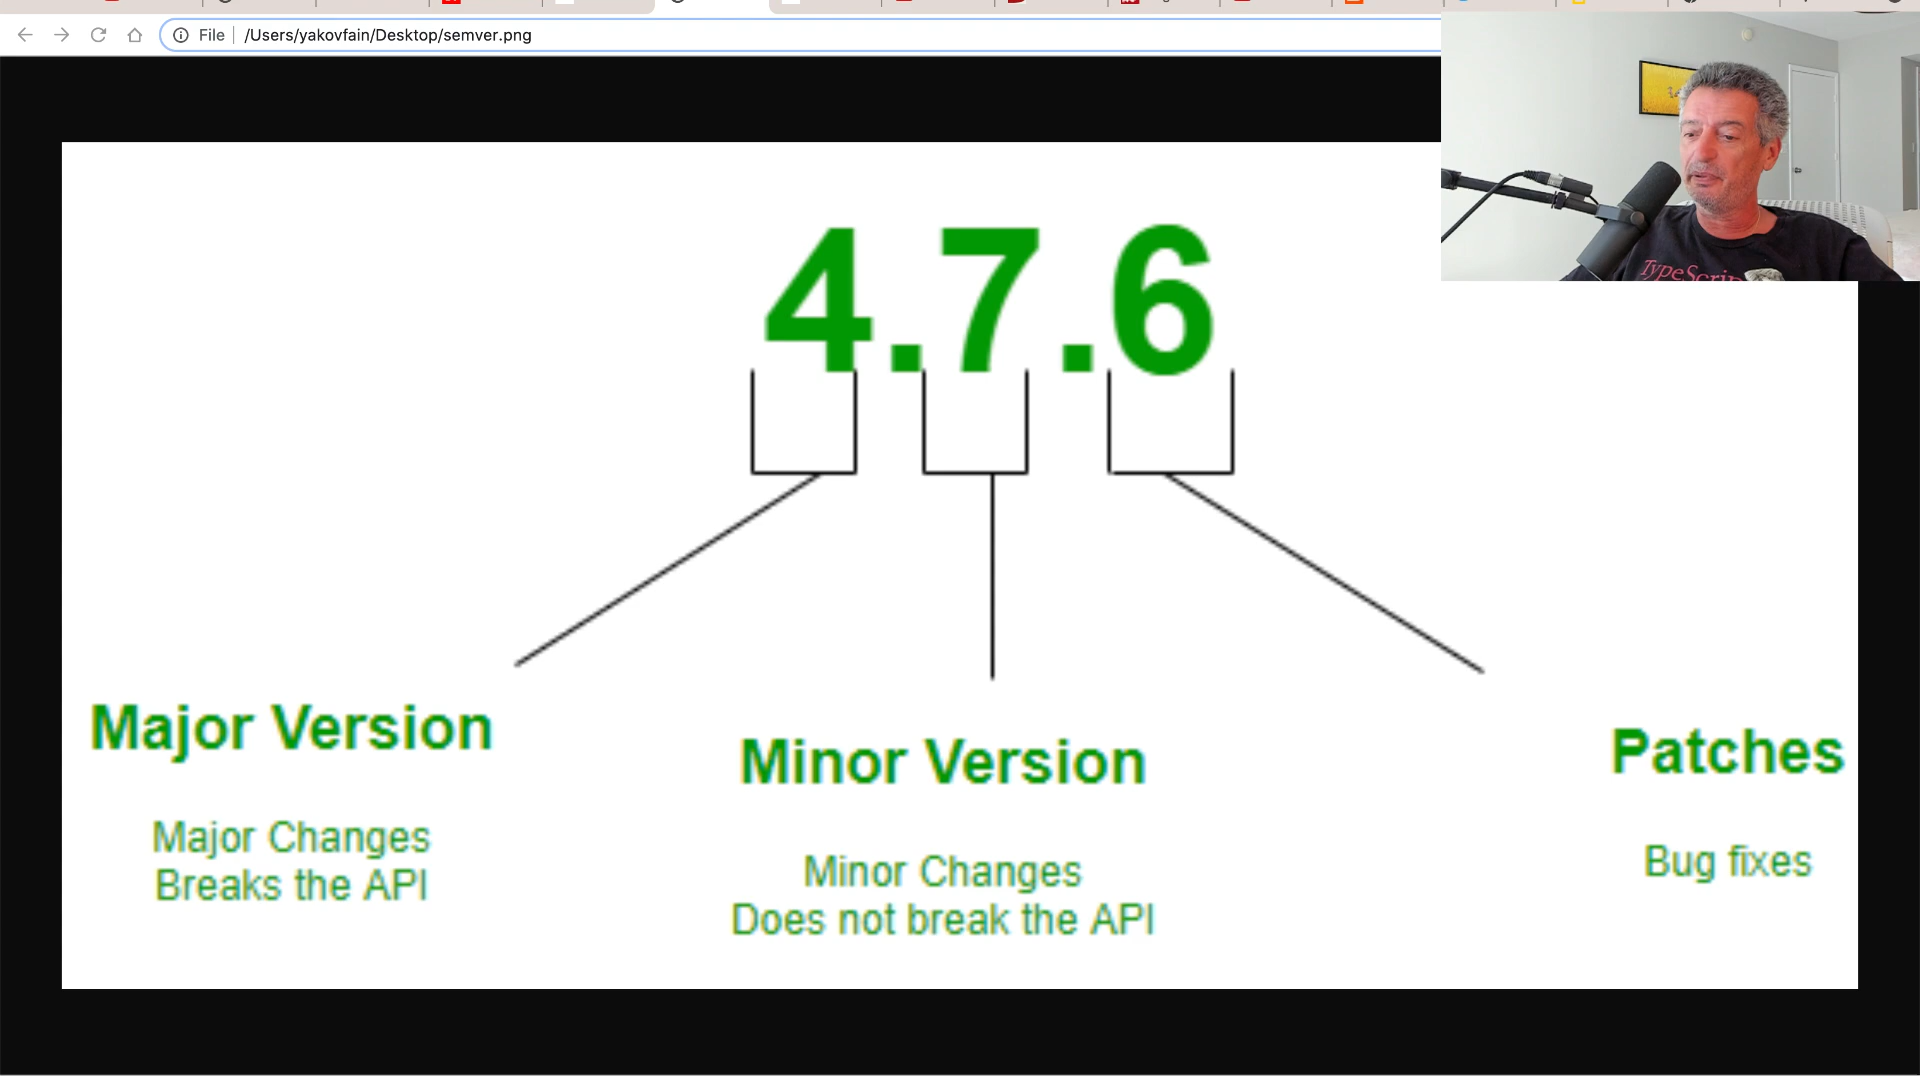 File
/Users/yakovfain/Desktop/semver.png
4.7.6
Major Version
Major Changes
Breaks the API
Minor Version
Minor Changes
Does not break the API
Patches
Bug fixes